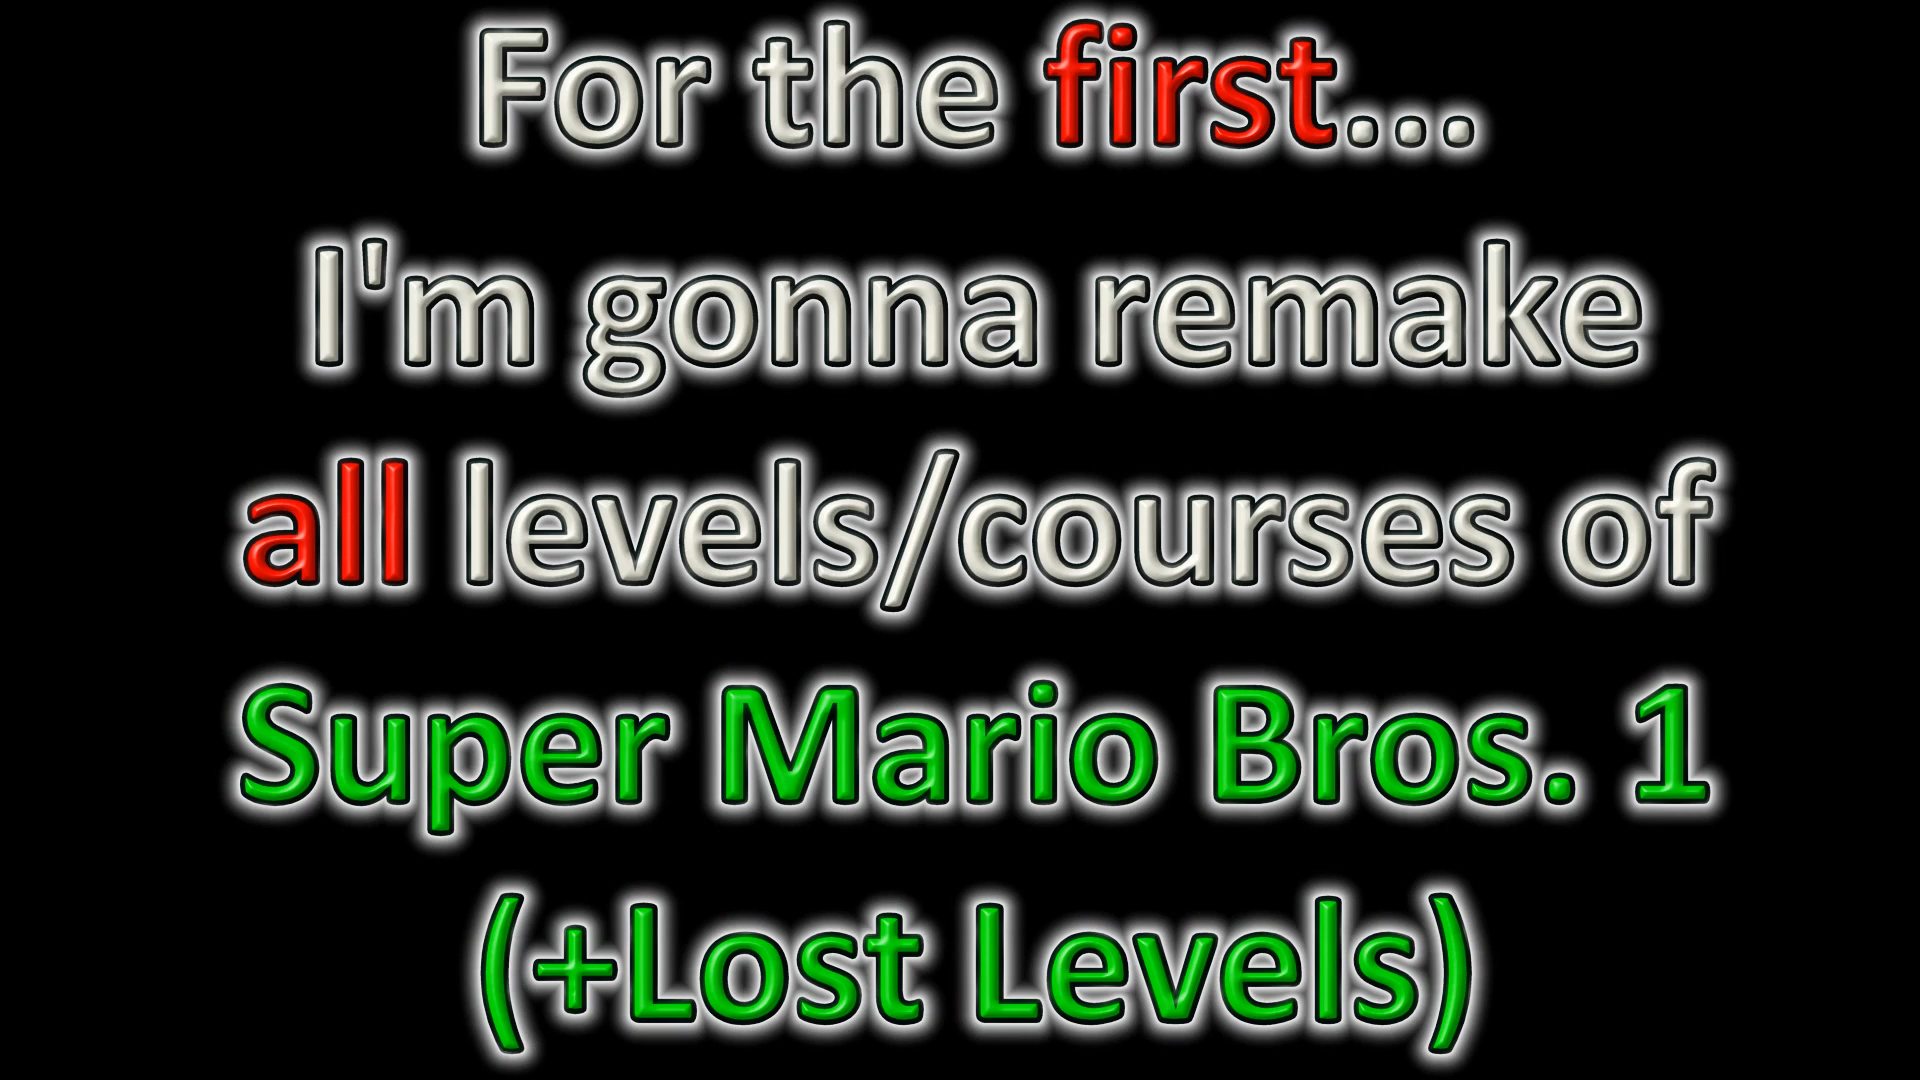 For the first...
I'm gonna remake
all levels/courses of
Super Mario Bros. 1
(+Lost Levels)